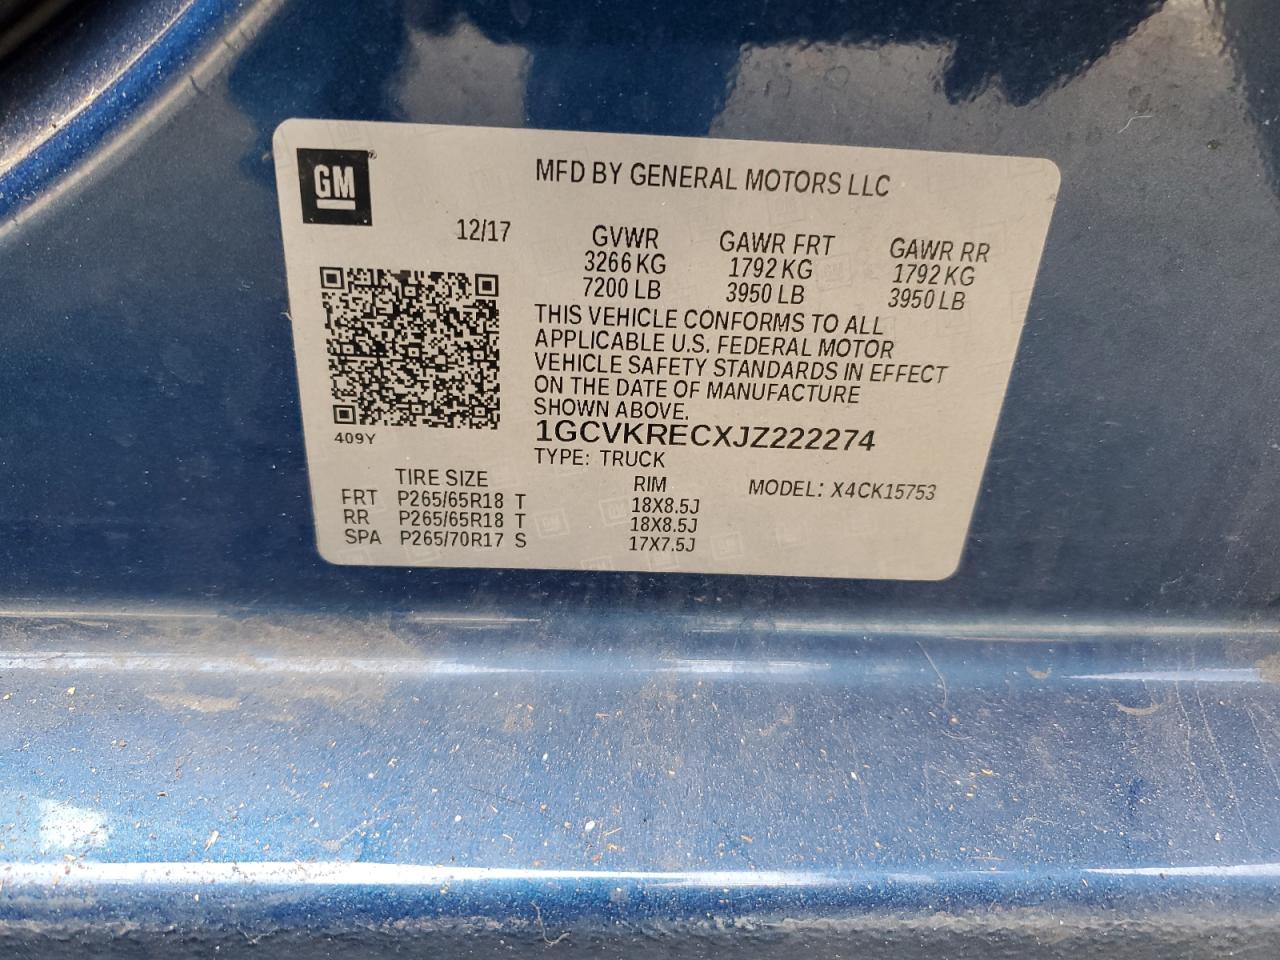 GM
MFD BY GENERAL MOTORS LLC
12/17
GVWR GAWR FRT GAWR RR
3266 KG 1792 KG 1792 KG
7200 LB 3950 LB 3950 LB
THIS VEHICLE CONFORMS TO ALL
APPLICABLE U.S. FEDERAL MOTOR
VEHICLE SAFETY STANDARDS IN EFFECT
ON THE DATE OF MANUFACTURE
SHOWN ABOVE.
409Y
1GCVKRECXJZ222274
TYPE: TRUCK
TIRE SIZE RIM MODEL: X4CK15753
FRT P265/65R18 T 18X8.5J
RR P265/65R18 T 18X8.5J
SPA P265/70R17 S 17X7.5J